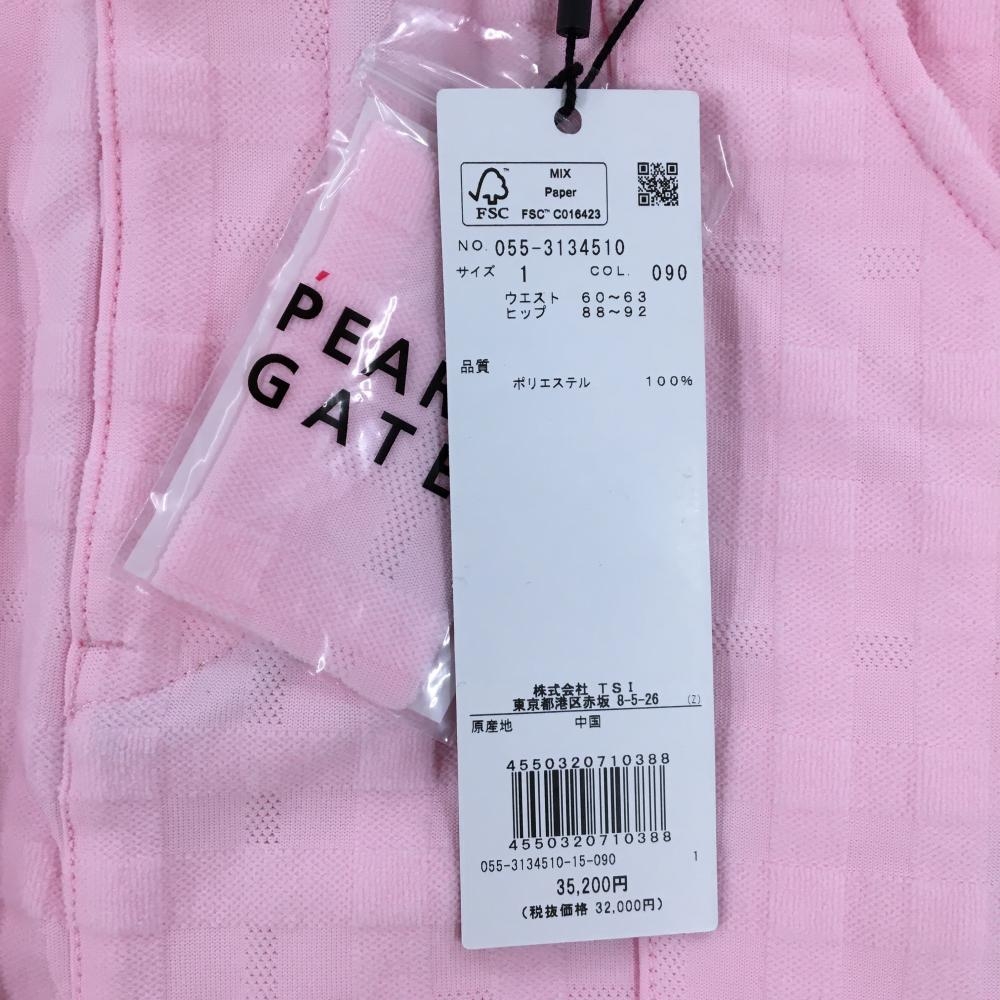 PEAR
GATE
MIX
Paper
FSC™ C016423
FSC
NO. 055-3134510
サイズ 1 COL. 090
ウエスト 60～63
ヒップ 88～92
品質
ポリエステル 100%
株式会社 TSI
東京都港区赤坂 8-5-26 (Z)
原産地 中国
4550320710388
4550320710388
055-3134510-15-090 1
35,200円
(税抜価格 32,000円)